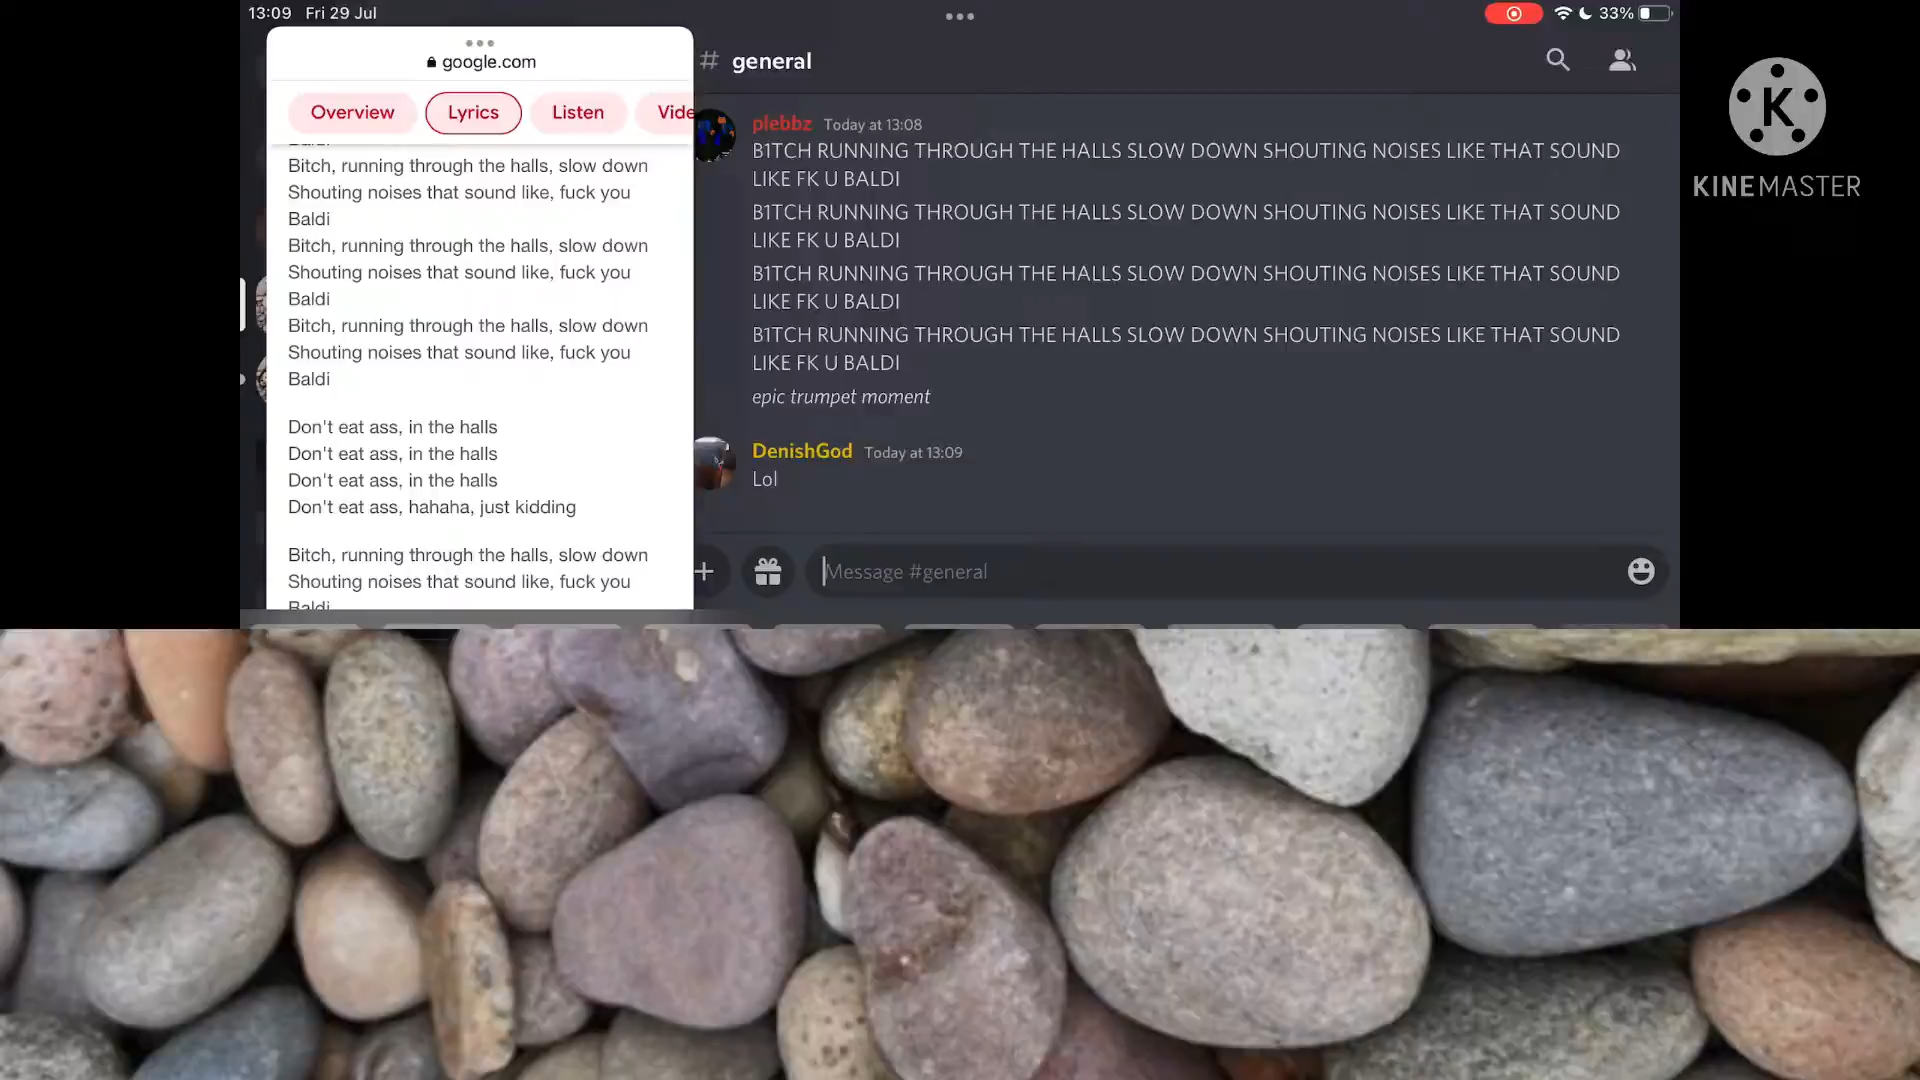 13:09 Fri 29 Jul
33%
google.com
Overview Lyrics Listen Vide
Baldi
Bitch, running through the halls, slow down
Shouting noises that sound like, fuck you
Baldi
Bitch, running through the halls, slow down
Shouting noises that sound like, fuck you
Baldi
Bitch, running through the halls, slow down
Shouting noises that sound like, fuck you
Baldi
Don't eat ass, in the halls
Don't eat ass, in the halls
Don't eat ass, in the halls
Don't eat ass, hahaha, just kidding
Bitch, running through the halls, slow down
Shouting noises that sound like, fuck you
Baldi
# general
plebbz Today at 13:08
B1TCH RUNNING THROUGH THE HALLS SLOW DOWN SHOUTING NOISES LIKE THAT SOUND
LIKE FK U BALDI
B1TCH RUNNING THROUGH THE HALLS SLOW DOWN SHOUTING NOISES LIKE THAT SOUND
LIKE FK U BALDI
B1TCH RUNNING THROUGH THE HALLS SLOW DOWN SHOUTING NOISES LIKE THAT SOUND
LIKE FK U BALDI
B1TCH RUNNING THROUGH THE HALLS SLOW DOWN SHOUTING NOISES LIKE THAT SOUND
LIKE FK U BALDI
epic trumpet moment
DenishGod Today at 13:09
Lol
Message #general
K
KINEMASTER